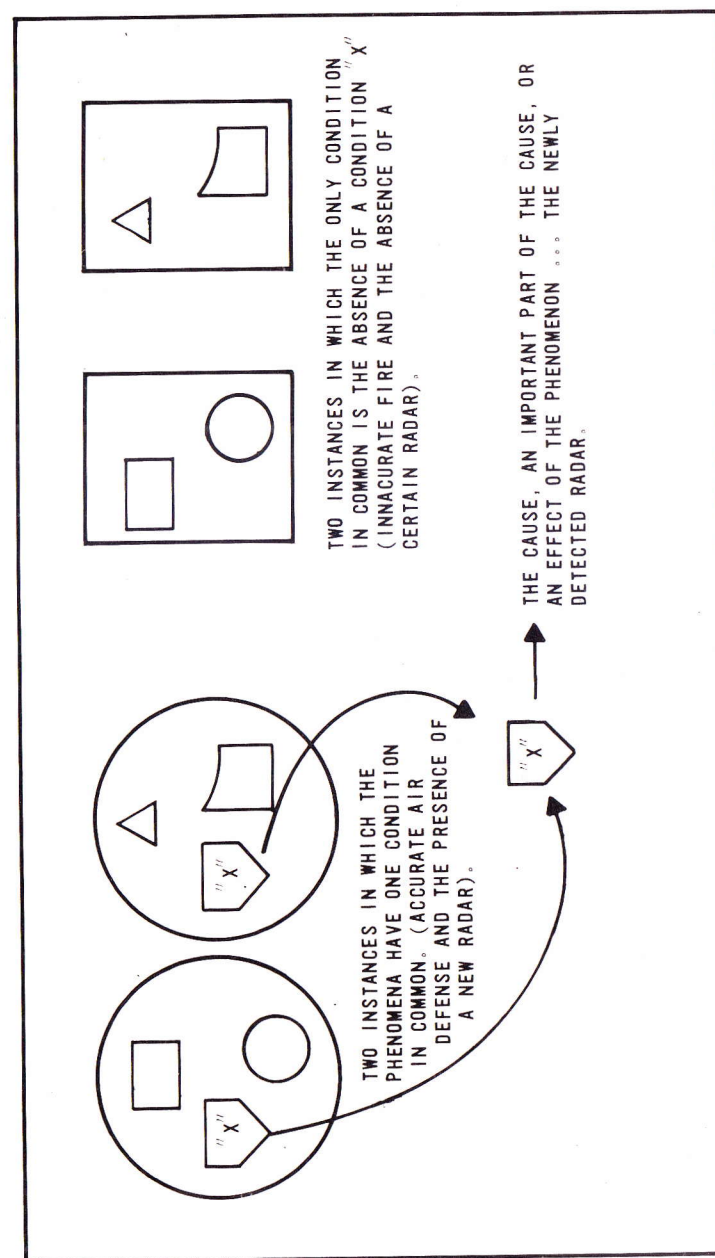 "X"
"X"
TWO INSTANCES IN WHICH THE
PHENOMENA HAVE ONE CONDITION
IN COMMON. (ACCURATE AIR
DEFENSE AND THE PRESENCE OF
A NEW RADAR).
TWO INSTANCES IN WHICH THE ONLY CONDITION
IN COMMON IS THE ABSENCE OF A CONDITION "X"
(INNACURATE FIRE AND THE ABSENCE OF A
CERTAIN RADAR).
"X"
THE CAUSE, AN IMPORTANT PART OF THE CAUSE, OR
AN EFFECT OF THE PHENOMENON ... THE NEWLY
DETECTED RADAR.